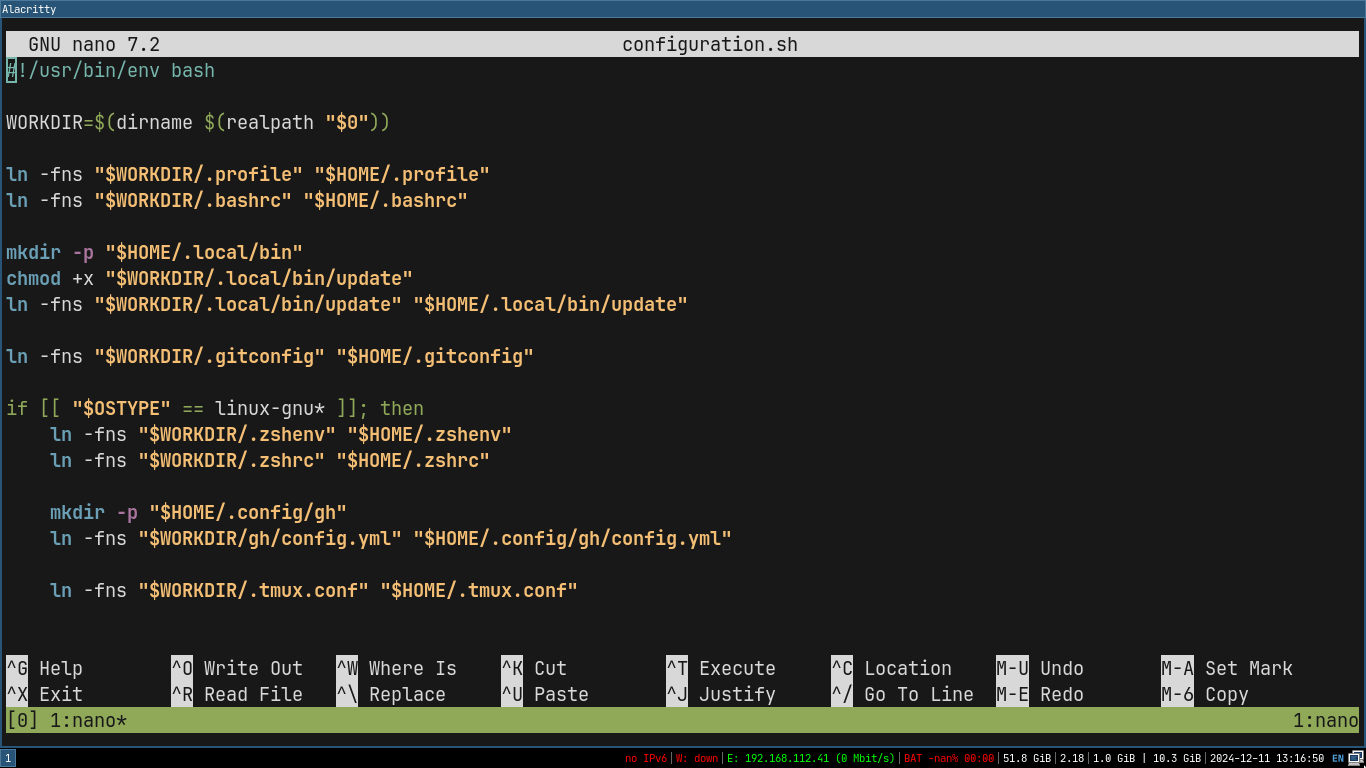 Alacritty
GNU nano 7.2 configuration.sh
#!/usr/bin/env bash
WORKDIR=$(dirname $(realpath "$0"))
ln -fns "$WORKDIR/.profile" "$HOME/.profile"
ln -fns "$WORKDIR/.bashrc" "$HOME/.bashrc"
mkdir -p "$HOME/.local/bin"
chmod +x "$WORKDIR/.local/bin/update"
ln -fns "$WORKDIR/.local/bin/update" "$HOME/.local/bin/update"
ln -fns "$WORKDIR/.gitconfig" "$HOME/.gitconfig"
if [[ "$OSTYPE" == linux-gnu* ]]; then
    ln -fns "$WORKDIR/.zshenv" "$HOME/.zshenv"
    ln -fns "$WORKDIR/.zshrc" "$HOME/.zshrc"
    mkdir -p "$HOME/.config/gh"
    ln -fns "$WORKDIR/gh/config.yml" "$HOME/.config/gh/config.yml"
    ln -fns "$WORKDIR/.tmux.conf" "$HOME/.tmux.conf"
^G Help ^O Write Out ^W Where Is ^K Cut ^T Execute ^C Location M-U Undo M-A Set Mark
^X Exit ^R Read File ^\ Replace ^U Paste ^J Justify ^/ Go To Line M-E Redo M-6 Copy
[0] 1:nano* 1:nano
1 no IPv6|W: down|E: 192.168.112.41 (0 Mbit/s)|BAT -nan% 00:00|51.8 GiB|2.18|1.0 GiB | 10.3 GiB|2024-12-11 13:16:50 EN